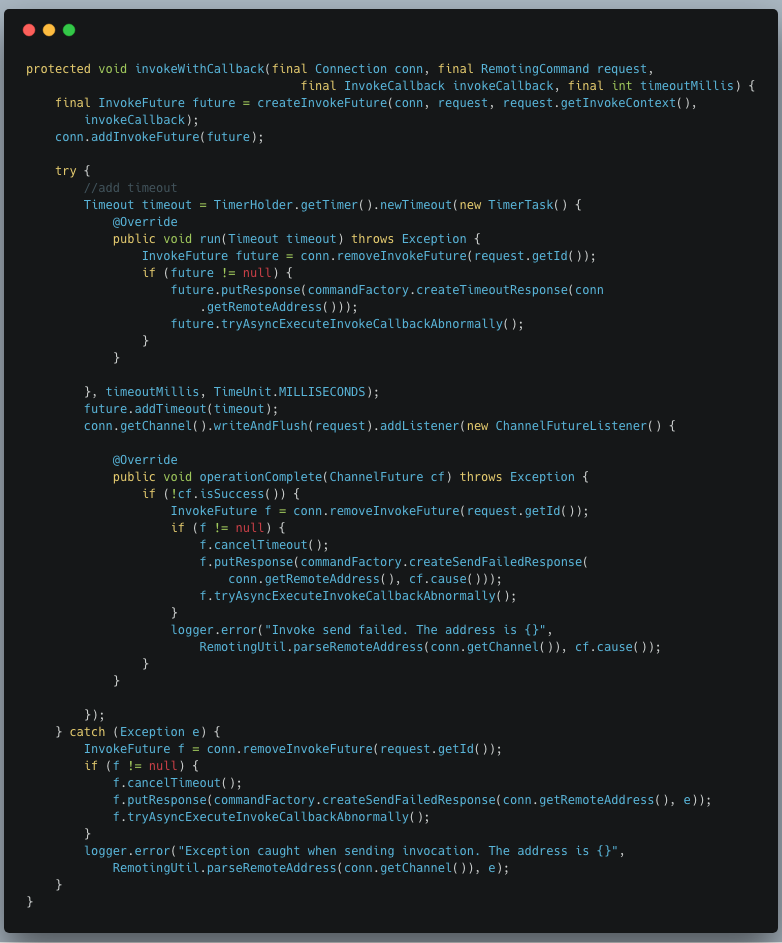 protected void invokeWithCallback(final Connection conn, final RemotingCommand request,
                                      final InvokeCallback invokeCallback, final int timeoutMillis) {
    final InvokeFuture future = createInvokeFuture(conn, request, request.getInvokeContext(),
        invokeCallback);
    conn.addInvokeFuture(future);

    try {
        //add timeout
        Timeout timeout = TimerHolder.getTimer().newTimeout(new TimerTask() {
            @Override
            public void run(Timeout timeout) throws Exception {
                InvokeFuture future = conn.removeInvokeFuture(request.getId());
                if (future != null) {
                    future.putResponse(commandFactory.createTimeoutResponse(conn
                        .getRemoteAddress()));
                    future.tryAsyncExecuteInvokeCallbackAbnormally();
                }
            }

        }, timeoutMillis, TimeUnit.MILLISECONDS);
        future.addTimeout(timeout);
        conn.getChannel().writeAndFlush(request).addListener(new ChannelFutureListener() {

            @Override
            public void operationComplete(ChannelFuture cf) throws Exception {
                if (!cf.isSuccess()) {
                    InvokeFuture f = conn.removeInvokeFuture(request.getId());
                    if (f != null) {
                        f.cancelTimeout();
                        f.putResponse(commandFactory.createSendFailedResponse(
                            conn.getRemoteAddress(), cf.cause()));
                        f.tryAsyncExecuteInvokeCallbackAbnormally();
                    }
                    logger.error("Invoke send failed. The address is {}",
                        RemotingUtil.parseRemoteAddress(conn.getChannel()), cf.cause());
                }
            }

        });
    } catch (Exception e) {
        InvokeFuture f = conn.removeInvokeFuture(request.getId());
        if (f != null) {
            f.cancelTimeout();
            f.putResponse(commandFactory.createSendFailedResponse(conn.getRemoteAddress(), e));
            f.tryAsyncExecuteInvokeCallbackAbnormally();
        }
        logger.error("Exception caught when sending invocation. The address is {}",
            RemotingUtil.parseRemoteAddress(conn.getChannel()), e);
    }
}